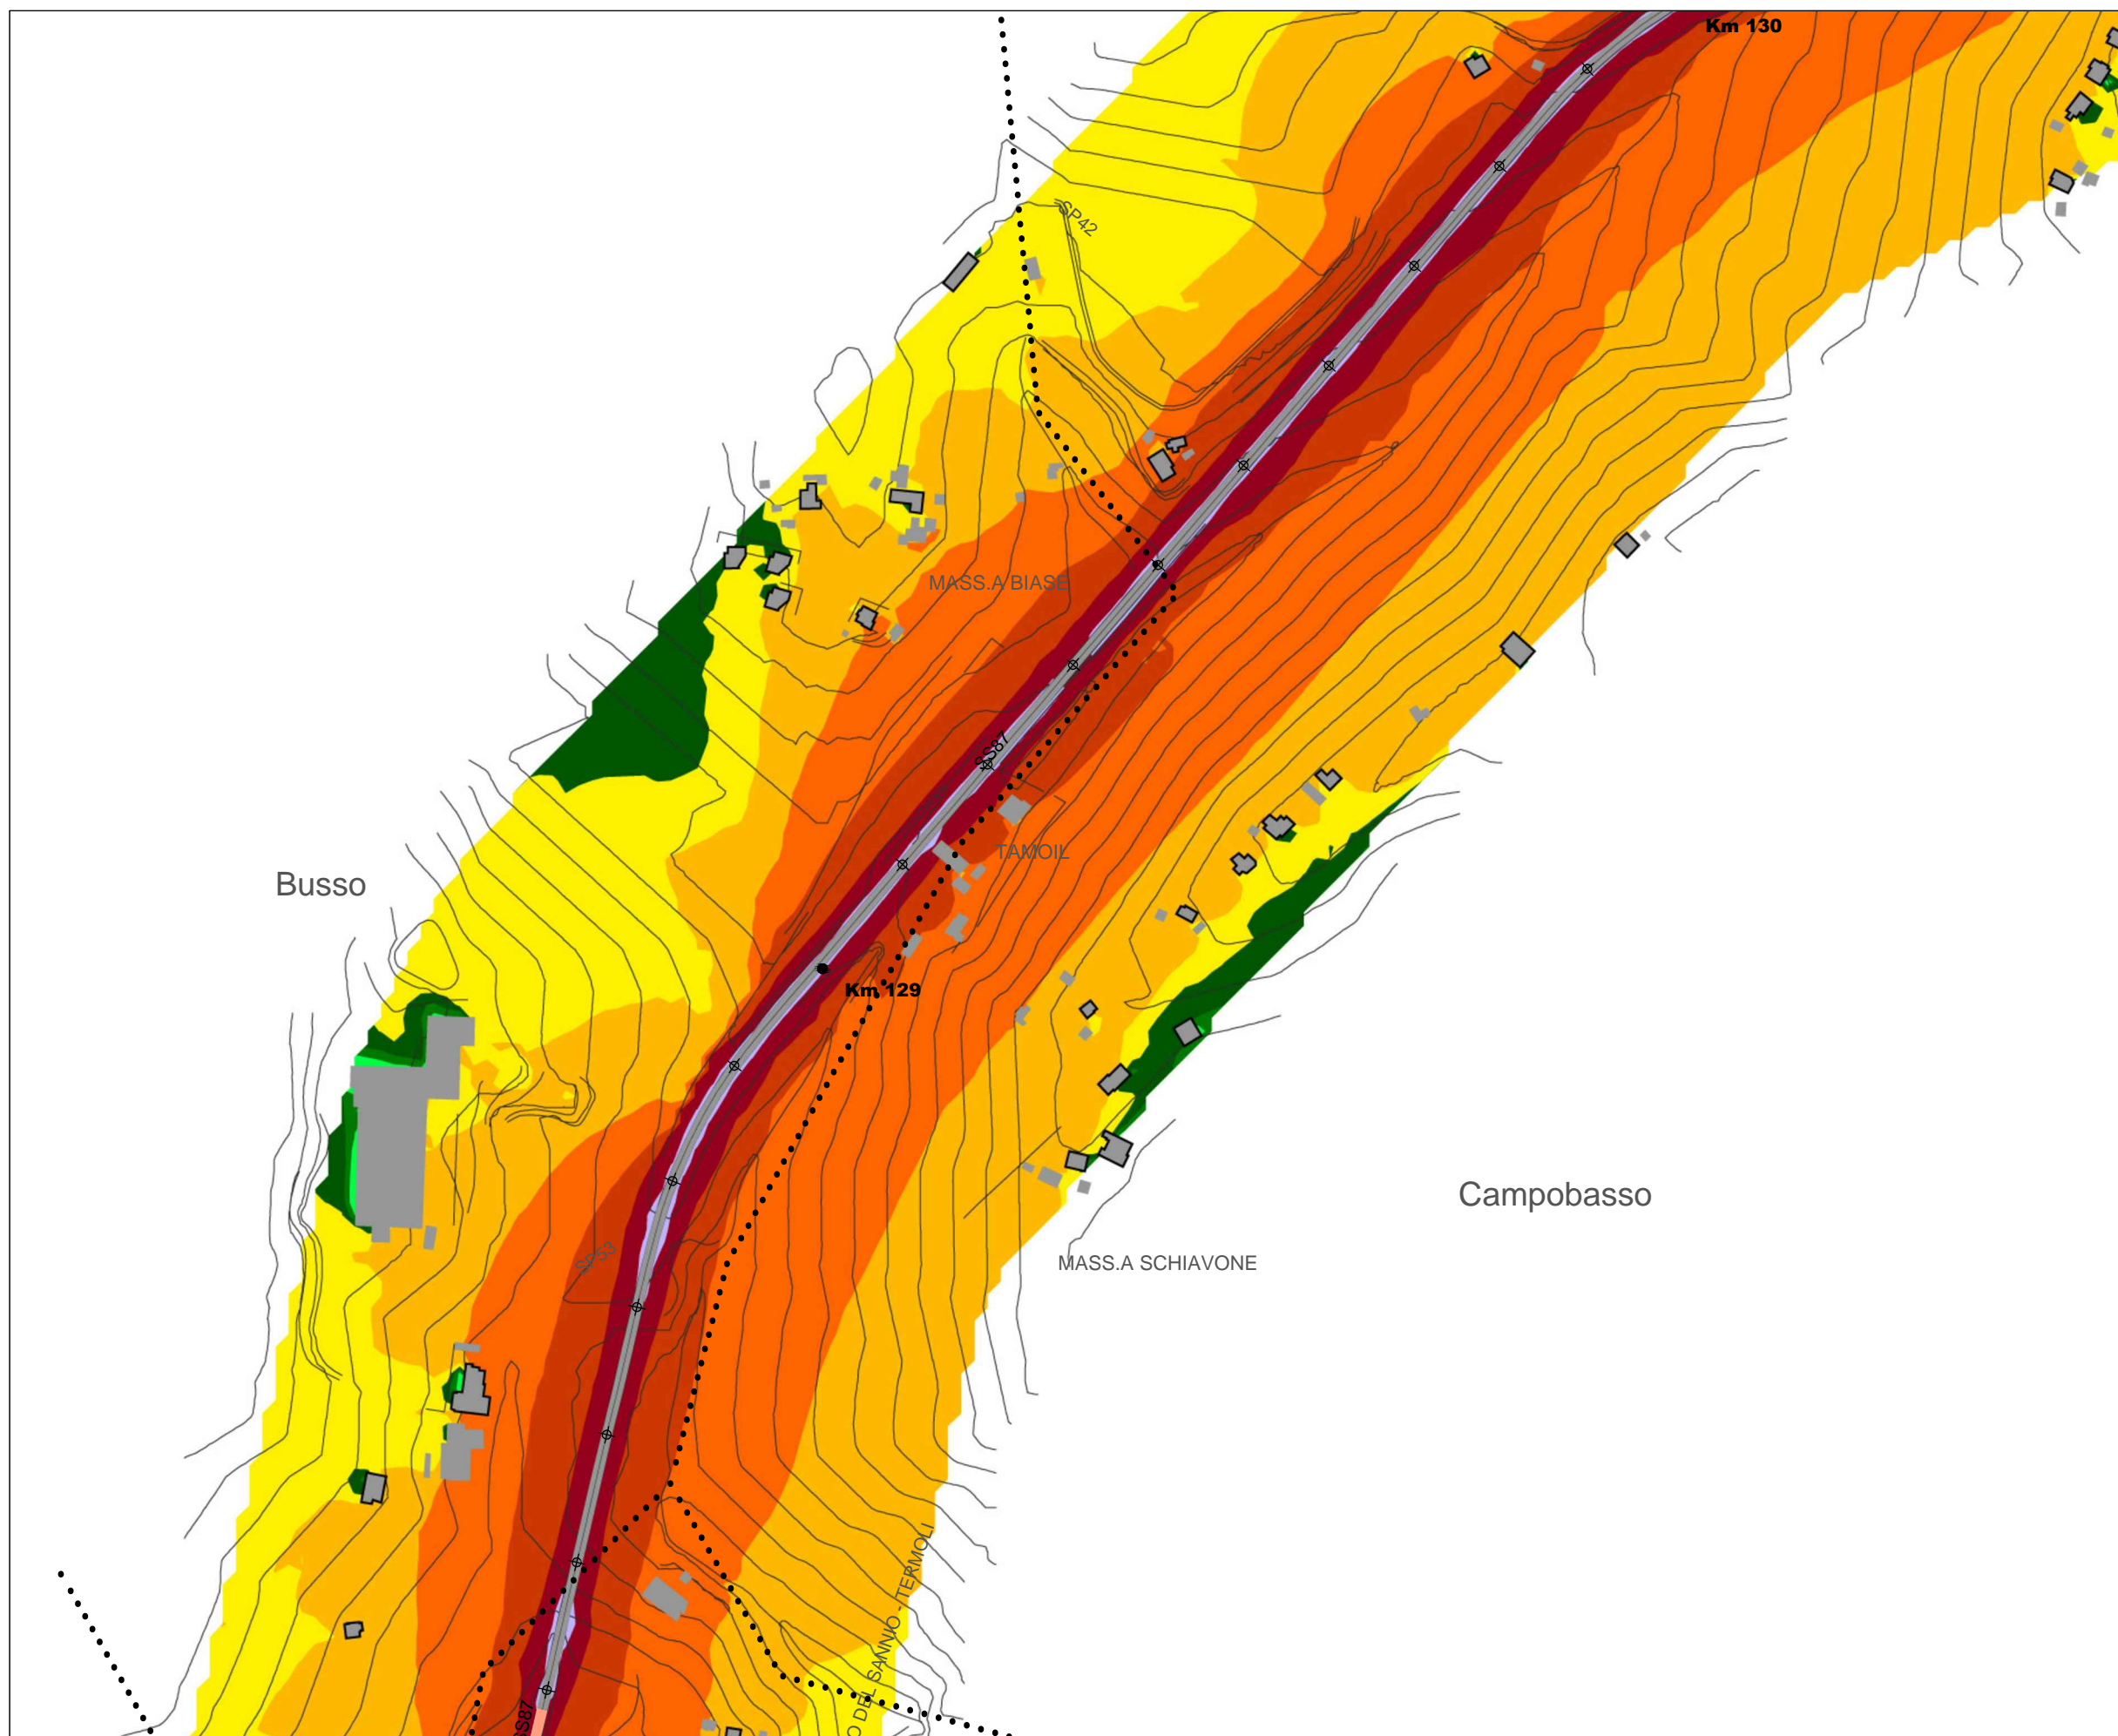 Km 130
SP42
MASS.A BIASE
SS87
TAMOIL
Busso
Km 129
Campobasso
SP53
MASS.A SCHIAVONE
O DEL SANNIO - TERMOLI
SS87